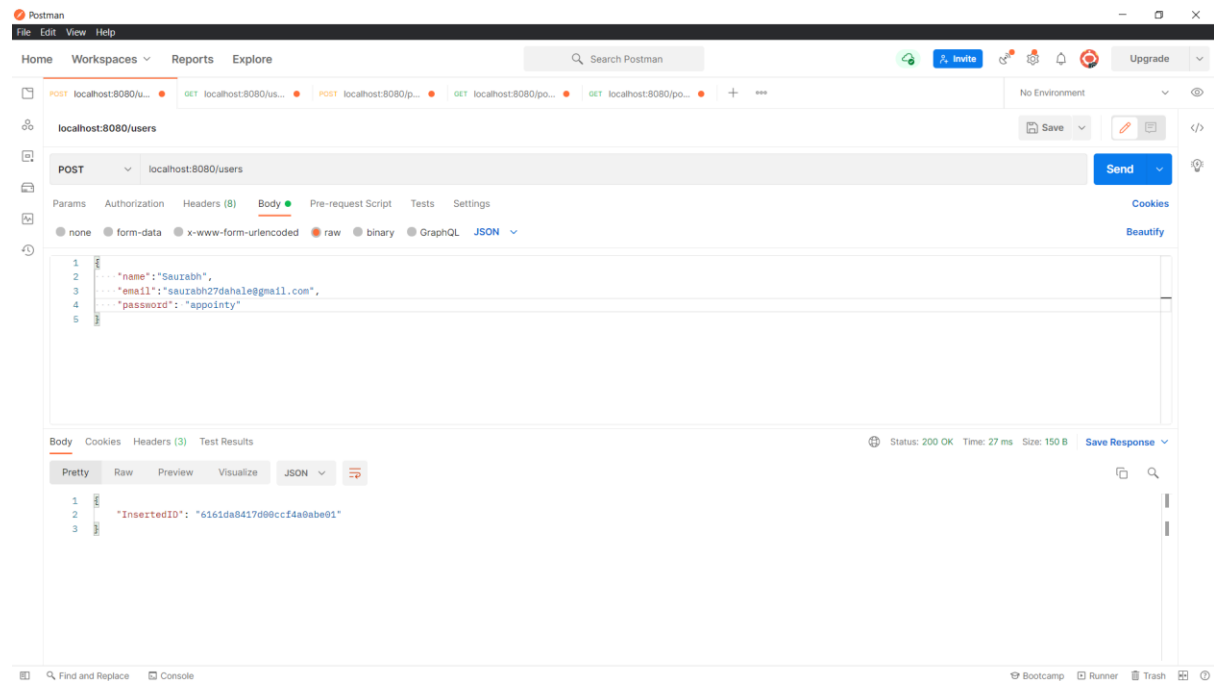 Postman
File Edit View Help
Home Workspaces Reports Explore Search Postman Invite Upgrade
POST localhost:8080/u... GET localhost:8080/us... POST localhost:8080/p... GET localhost:8080/po... GET localhost:8080/po... + ••• No Environment
localhost:8080/users Save </>
POST localhost:8080/users Send
Params Authorization Headers (8) Body Pre-request Script Tests Settings Cookies
none form-data x-www-form-urlencoded raw binary GraphQL JSON Beautify
1 {
2 "name":"Saurabh",
3 "email":"saurabh27dahale@gmail.com",
4 "password": "appointy"
5 }
Body Cookies Headers (3) Test Results Status: 200 OK Time: 27 ms Size: 150 B Save Response
Pretty Raw Preview Visualize JSON
1 {
2 "InsertedID": "6161da8417d00ccf4a0abe01"
3 }
Find and Replace Console Bootcamp Runner Trash